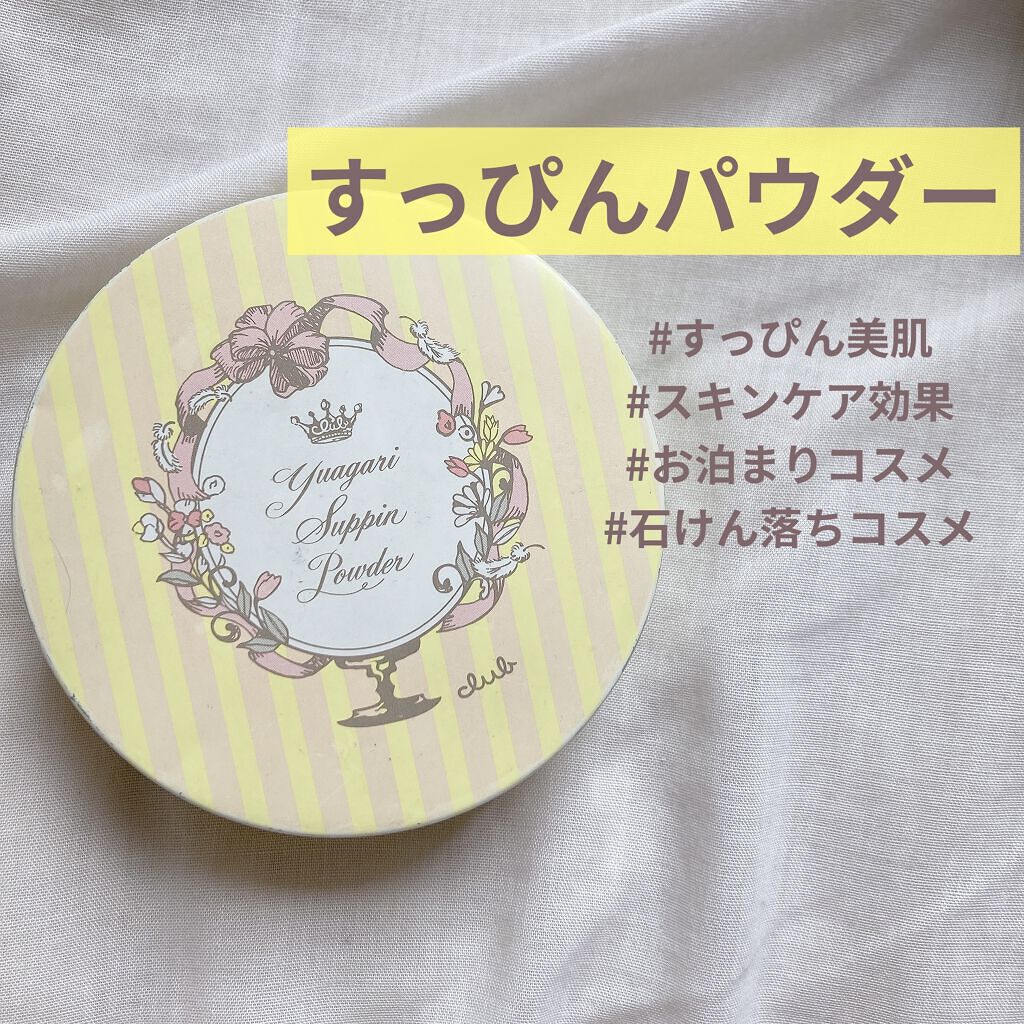 すっぴんパウダー
#すっぴん美肌
#スキンケア効果
#お泊まりコスメ
#石けん落ちコスメ
club
Yuagari
Suppin
Powder
club